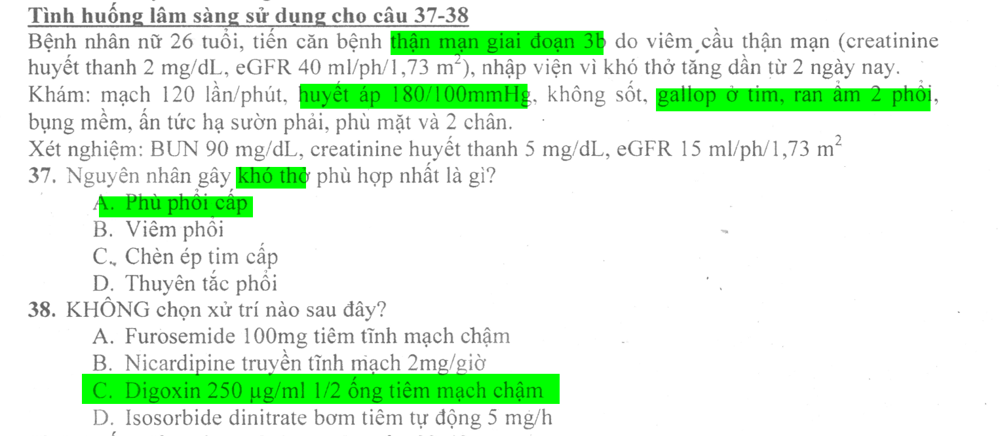 Tình huống lâm sàng sử dụng cho câu 37-38
Bệnh nhân nữ 26 tuổi, tiến căn bệnh thận mạn giai đoạn 3b do viêm cầu thận mạn (creatinine
huyết thanh 2 mg/dL, eGFR 40 ml/ph/1,73 m²), nhập viện vì khó thở tăng dần từ 2 ngày nay.
Khám: mạch 120 lần/phút, huyết áp 180/100mmHg, không sốt, gallop ở tim, ran ẩm 2 phổi,
bụng mềm, ấn tức hạ sườn phải, phù mặt và 2 chân.
Xét nghiệm: BUN 90 mg/dL, creatinine huyết thanh 5 mg/dL, eGFR 15 ml/ph/1,73 m²
37. Nguyên nhân gây khó thở phù hợp nhất là gì?
A. Phù phổi cấp
B. Viêm phổi
C. Chèn ép tim cấp
D. Thuyên tắc phổi
38. KHÔNG chọn xử trí nào sau đây?
A. Furosemide 100mg tiêm tĩnh mạch chậm
B. Nicardipine truyền tĩnh mạch 2mg/giờ
C. Digoxin 250 µg/ml 1/2 ống tiêm mạch chậm
D. Isosorbide dinitrate bơm tiêm tự động 5 mg/h